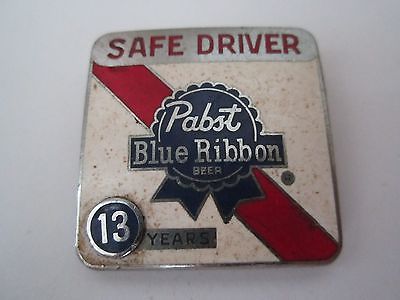 SAFE DRIVER
Pabst
Blue Ribbon
BEER
®
13 YEARS